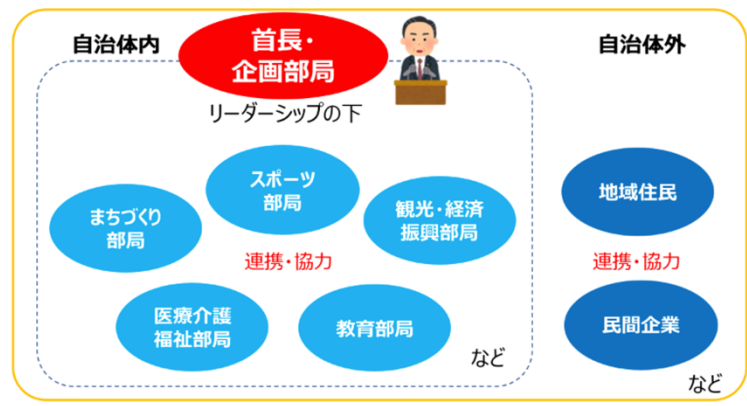 自治体内
首長・
企画部局
自治体外
リーダーシップの下
スポーツ
部局
まちづくり
部局
観光・経済
振興部局
地域住民
連携・協力
連携・協力
医療介護
福祉部局
教育部局
民間企業
など
など